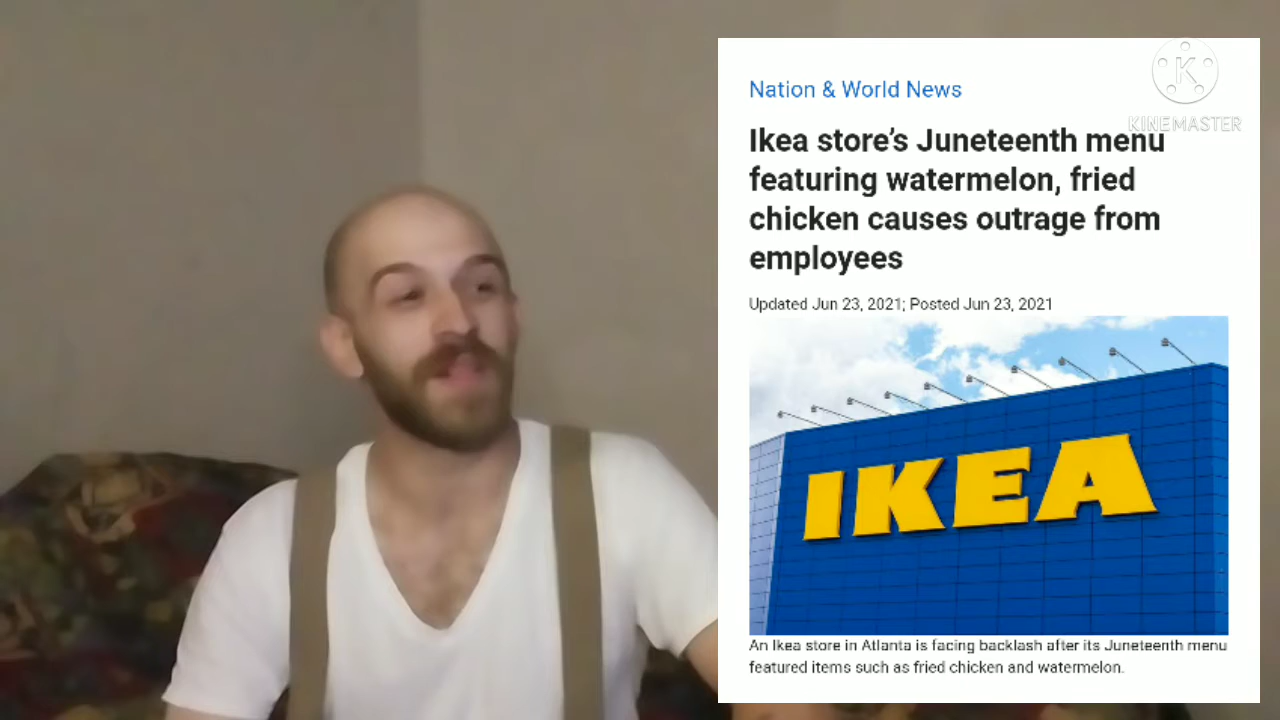 Nation & World News
KINEMASTER
Ikea store's Juneteenth menu
featuring watermelon, fried
chicken causes outrage from
employees
Updated Jun 23, 2021; Posted Jun 23, 2021
IKEA
An Ikea store in Atlanta is facing backlash after its Juneteenth menu
featured items such as fried chicken and watermelon.